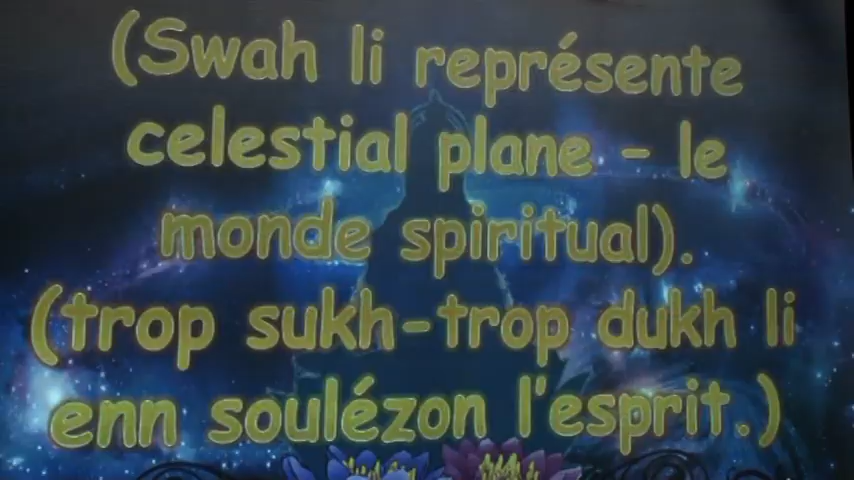 (Swah li représente
celestial plane - le
monde spiritual).
(trop sukh-trop dukh li
enn soulézon l'esprit.)